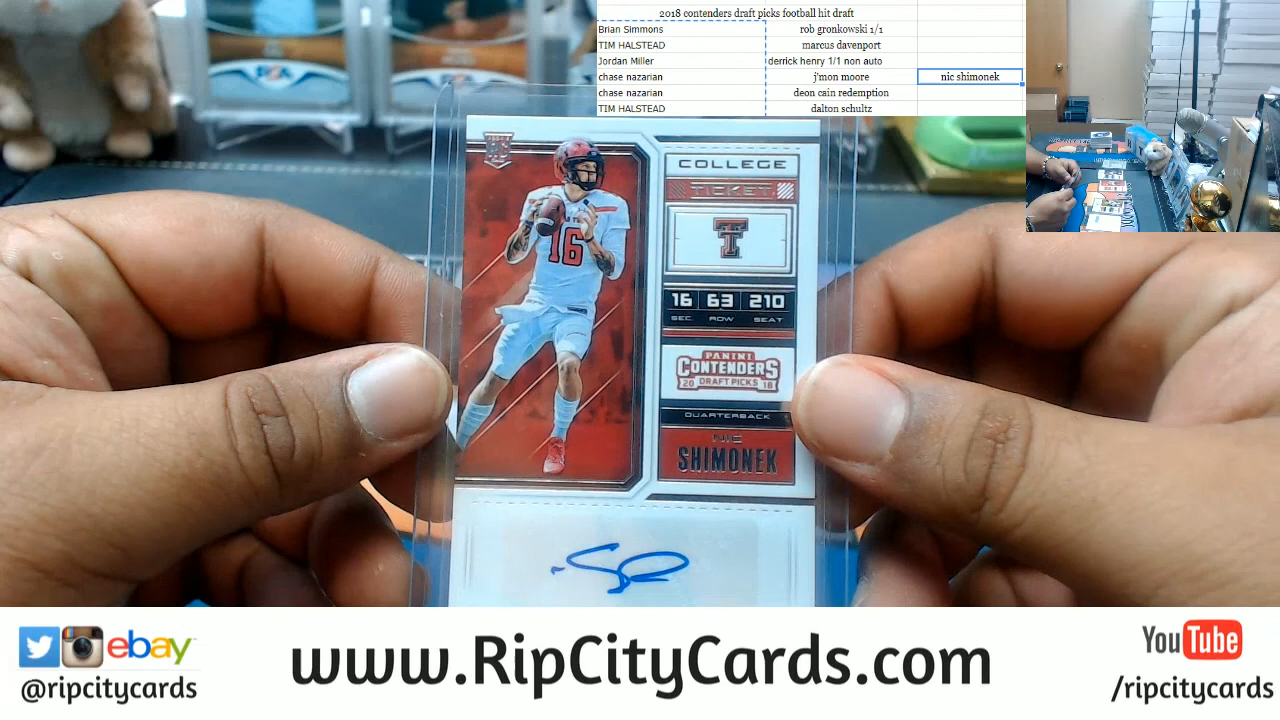 2018 contenders draft picks football hit draft
Brian Simmons rob gronkowski 1/1
TIM HALSTEAD marcus davenport
Jordan Miller derrick henry 1/1 non auto
chase nazarian j'mon moore nic shimonek
chase nazarian deon cain redemption
TIM HALSTEAD dalton schultz
COLLEGE
TICKET
T
16 63 210
SEC ROW SEAT
PANINI
CONTENDERS
20 DRAFT PICKS 18
QUARTERBACK
NIC
SHIMONEK
16
ebay
@ripcitycards
www.RipCityCards.com
YouTube
/ripcitycards